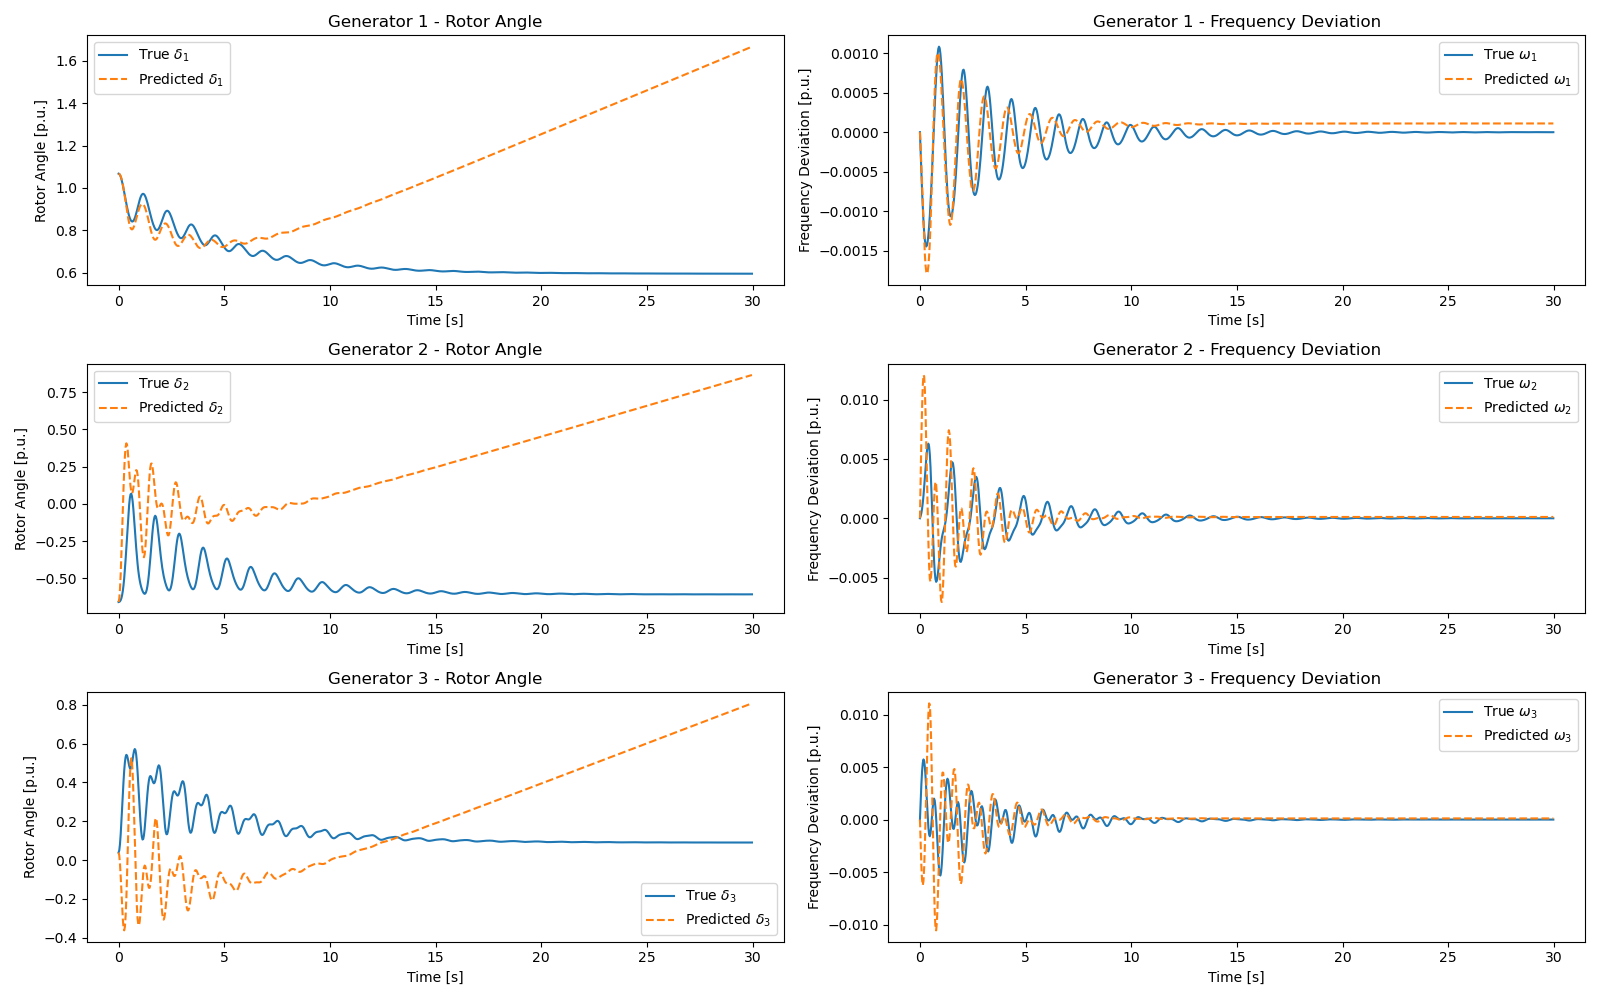 Generator 1 - Rotor Angle
Rotor Angle [p.u.]
1.6
1.4
1.2
1.0
0.8
0.6
True δ1
Predicted δ1
0 5 10 15 20 25 30
Time [s]
Generator 1 - Frequency Deviation
Frequency Deviation [p.u.]
0.0010
0.0005
0.0000
−0.0005
−0.0010
−0.0015
True ω1
Predicted ω1
0 5 10 15 20 25 30
Time [s]
Generator 2 - Rotor Angle
Rotor Angle [p.u.]
0.75
0.50
0.25
0.00
−0.25
−0.50
True δ2
Predicted δ2
0 5 10 15 20 25 30
Time [s]
Generator 2 - Frequency Deviation
Frequency Deviation [p.u.]
0.010
0.005
0.000
−0.005
True ω2
Predicted ω2
0 5 10 15 20 25 30
Time [s]
Generator 3 - Rotor Angle
Rotor Angle [p.u.]
0.8
0.6
0.4
0.2
0.0
−0.2
−0.4
True δ3
Predicted δ3
0 5 10 15 20 25 30
Time [s]
Generator 3 - Frequency Deviation
Frequency Deviation [p.u.]
0.010
0.005
0.000
−0.005
−0.010
True ω3
Predicted ω3
0 5 10 15 20 25 30
Time [s]